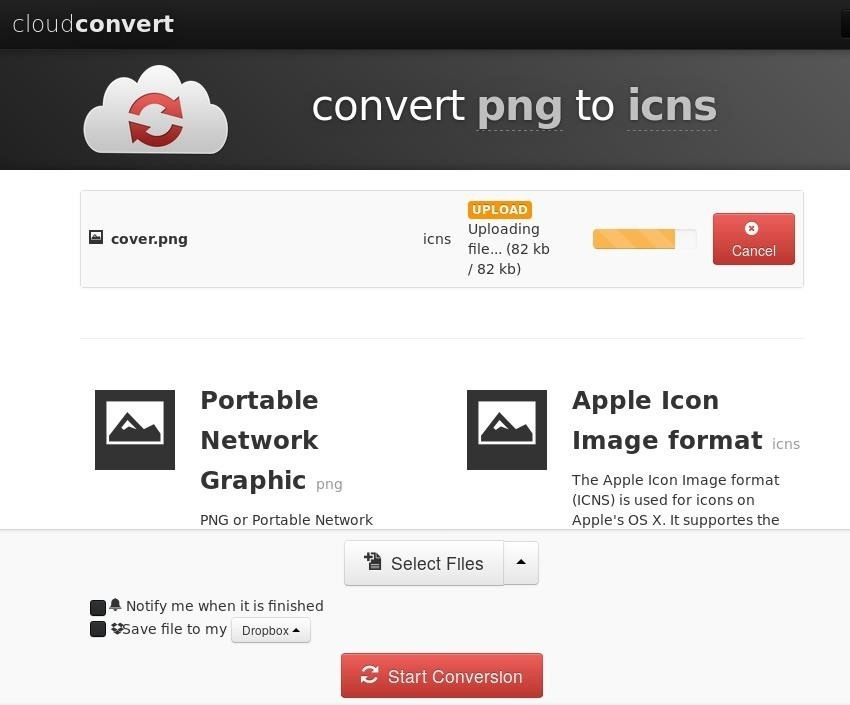 cloudconvert
convert png to icns
cover.png
icns
UPLOAD
Uploading
file... (82 kb
/ 82 kb)
Cancel
Portable
Network
Graphic png
PNG or Portable Network
Apple Icon
Image format icns
The Apple Icon Image format
(ICNS) is used for icons on
Apple's OS X. It supportes the
Select Files
Notify me when it is finished
Save file to my Dropbox
Start Conversion